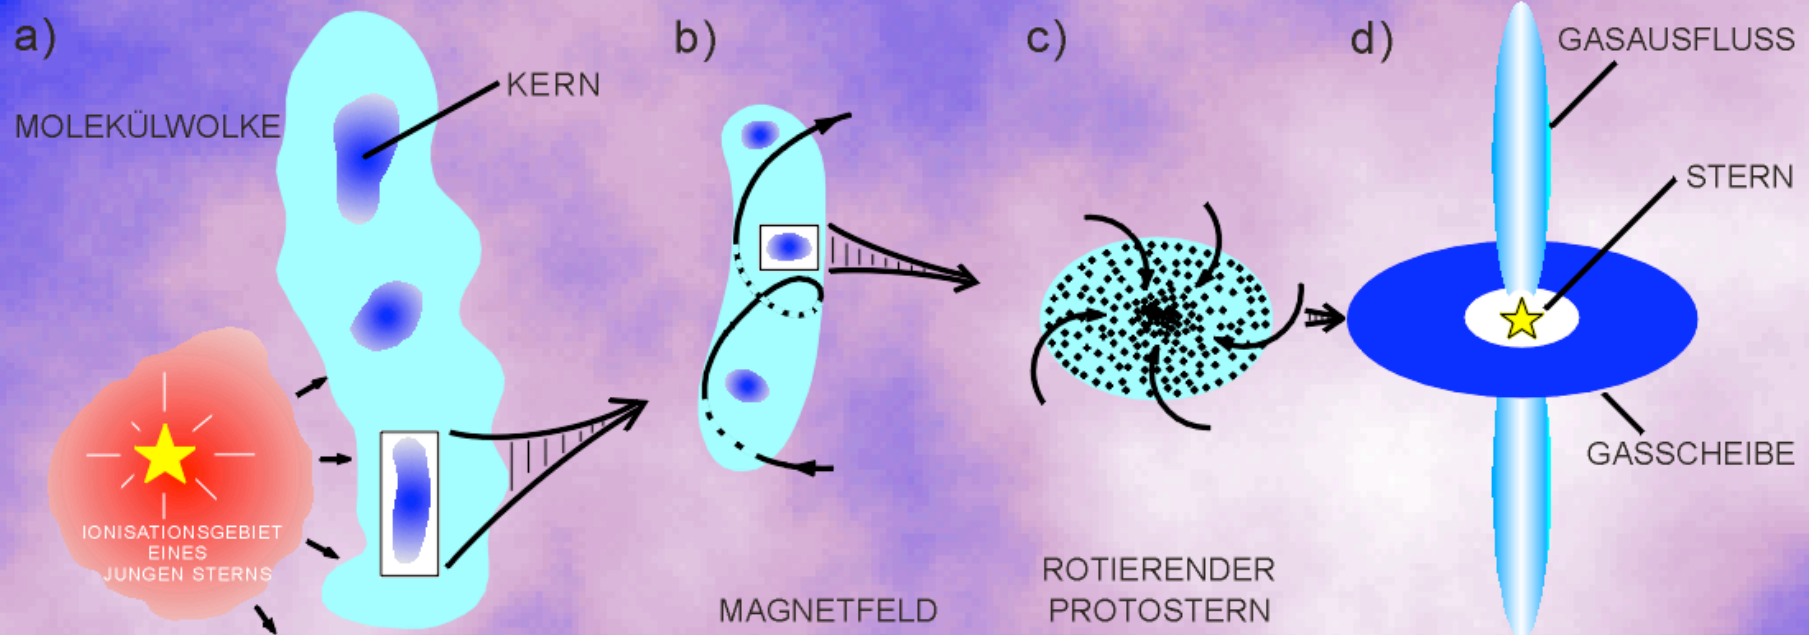 a)
KERN
MOLEKÜLWOLKE
IONISATIONSGEBIET
EINES
JUNGEN STERNS
b)
MAGNETFELD
c)
ROTIERENDER
PROTOSTERN
d)
GASAUSFLUSS
STERN
GASSCHEIBE